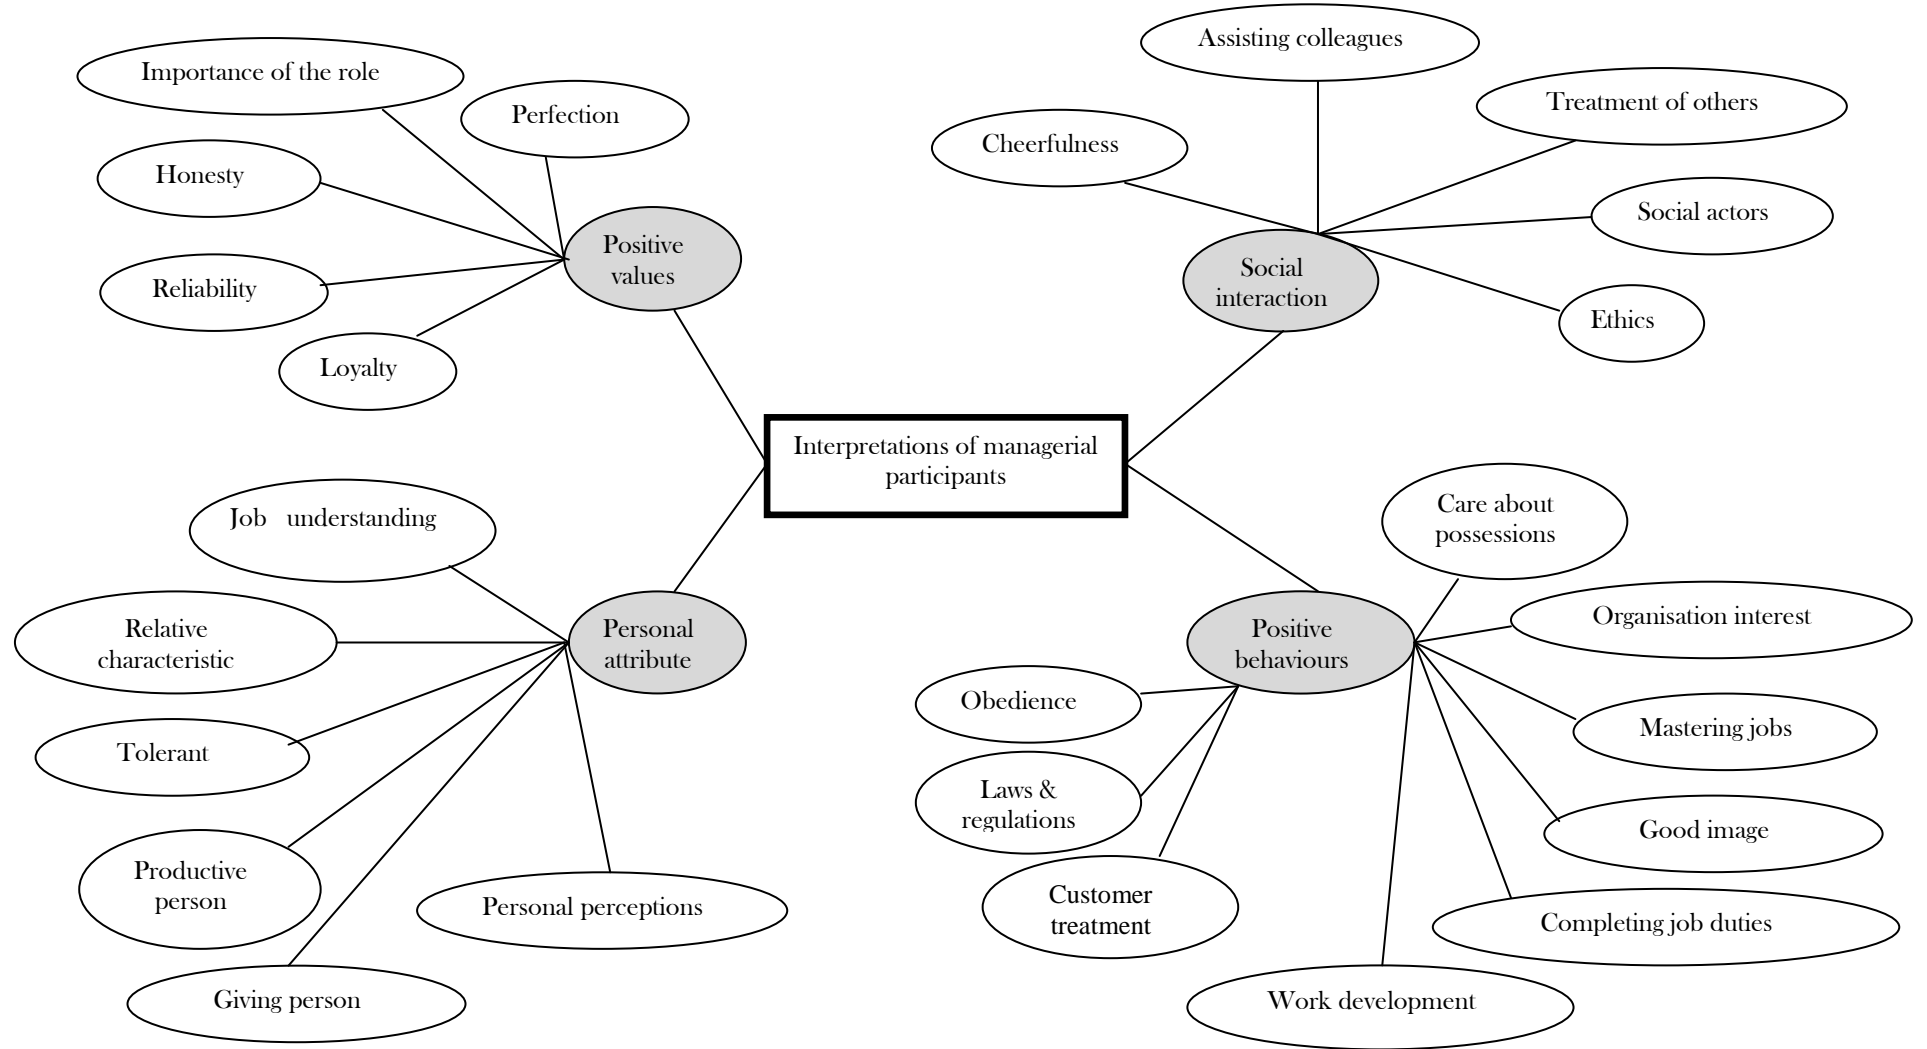 Importance of the role
Perfection
Honesty
Reliability
Loyalty
Positive
values
Assisting colleagues
Treatment of others
Cheerfulness
Social actors
Ethics
Social
interaction
Interpretations of managerial
participants
Job understanding
Relative
characteristic
Tolerant
Productive
person
Giving person
Personal perceptions
Personal
attribute
Care about
possessions
Organisation interest
Positive
behaviours
Obedience
Mastering jobs
Laws &
regulations
Good image
Customer
treatment
Completing job duties
Work development